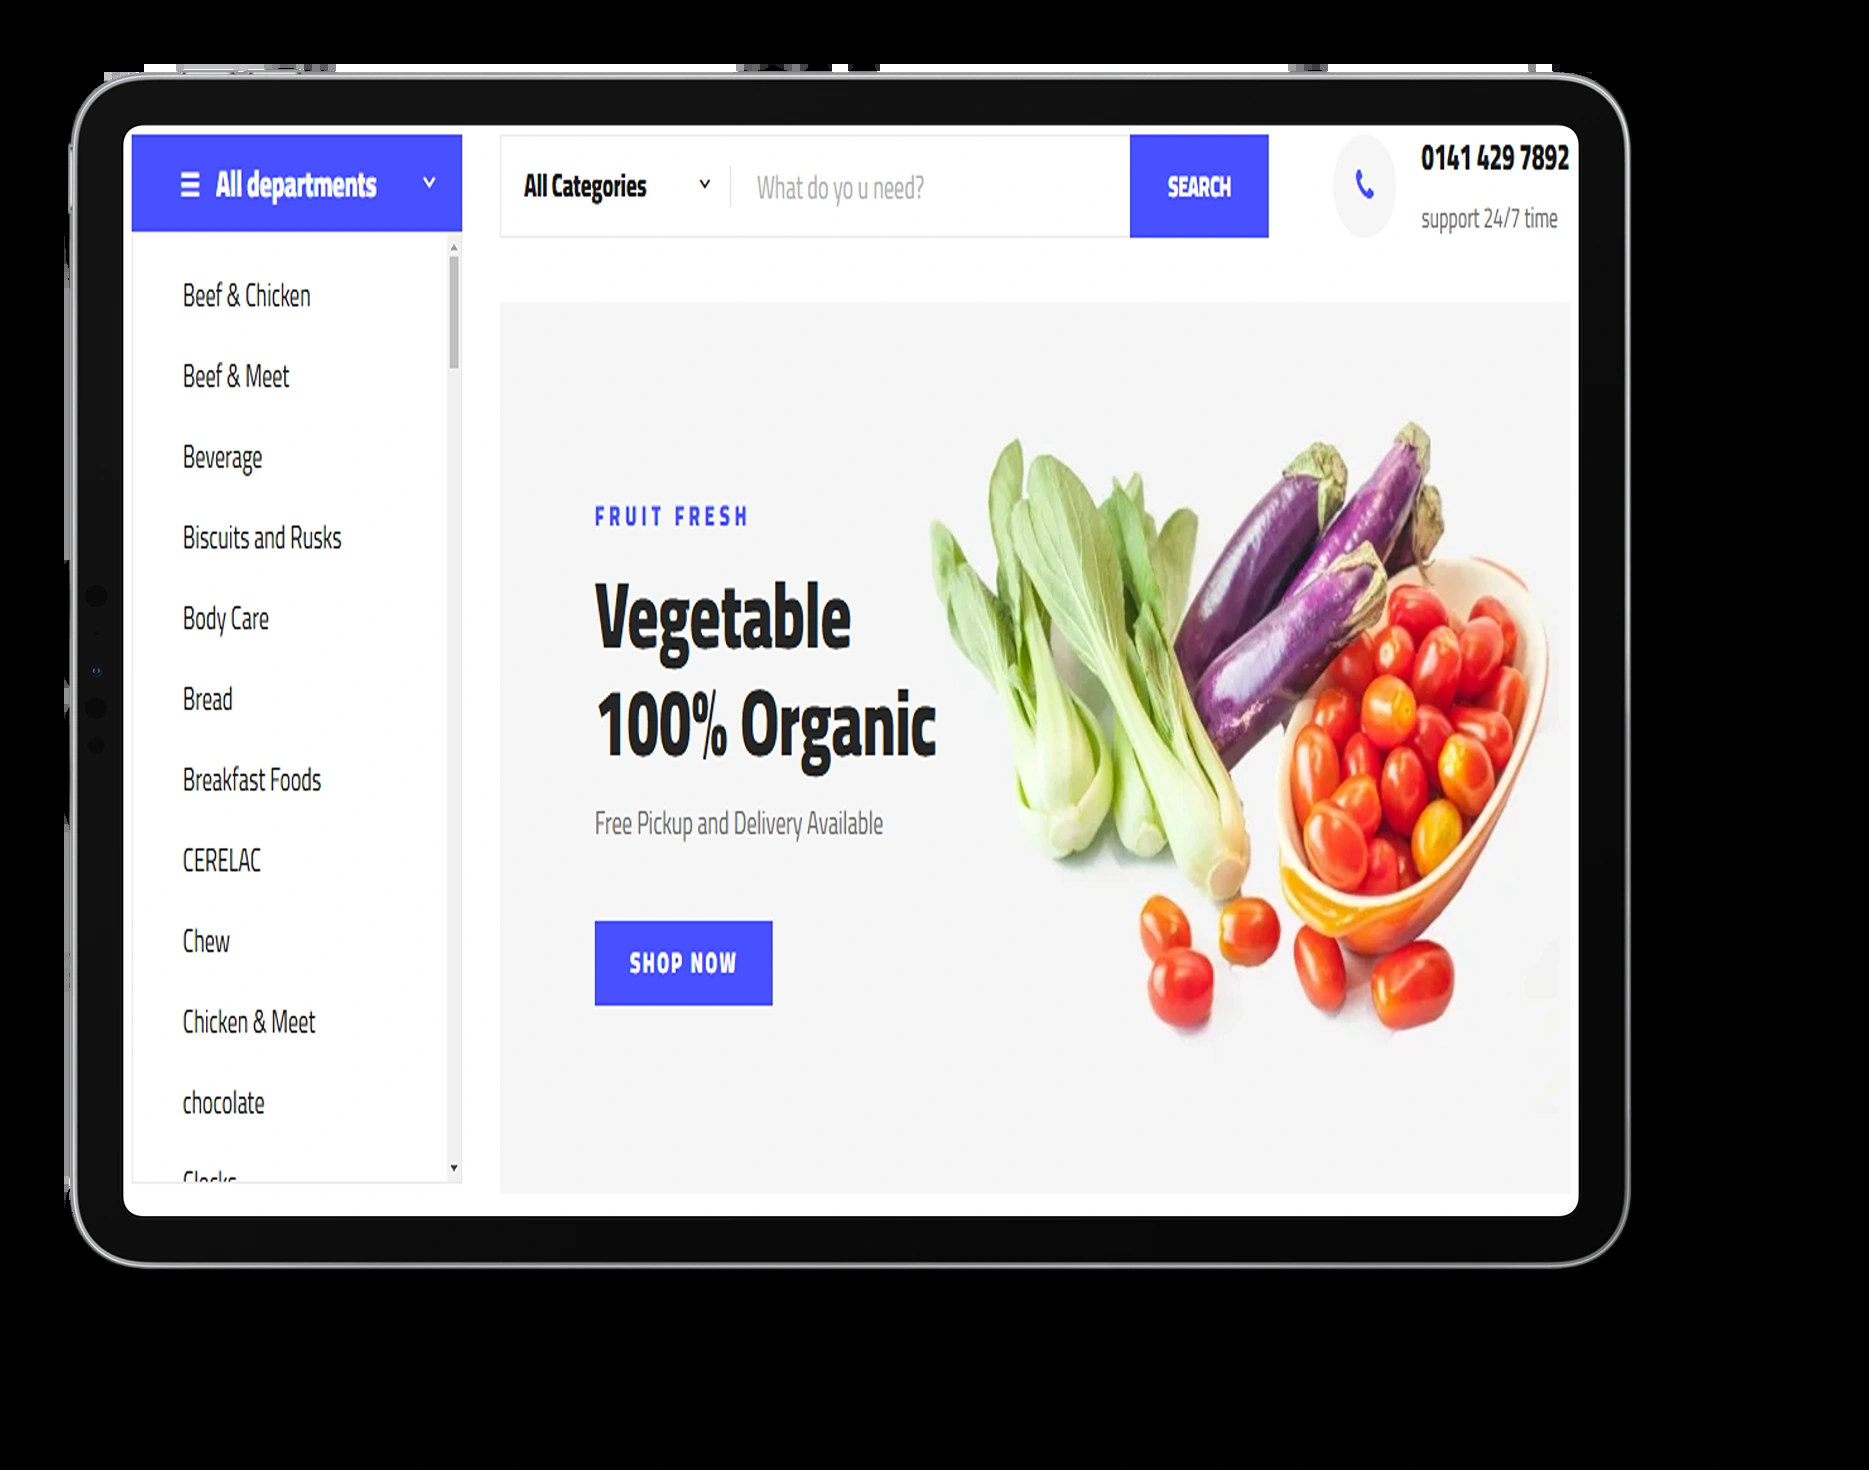 All departments
All Categories
What do yo u need?
SEARCH
0141 429 7892
support 24/7 time
Beef & Chicken
Beef & Meet
Beverage
Biscuits and Rusks
Body Care
Bread
Breakfast Foods
CERELAC
Chew
Chicken & Meet
chocolate
Clocks
FRUIT FRESH
Vegetable
100% Organic
Free Pickup and Delivery Available
SHOP NOW